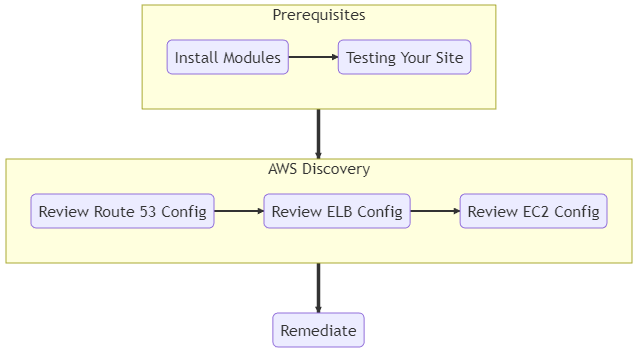 Prerequisites
Install Modules
Testing Your Site
AWS Discovery
Review Route 53 Config
Review ELB Config
Review EC2 Config
Remediate